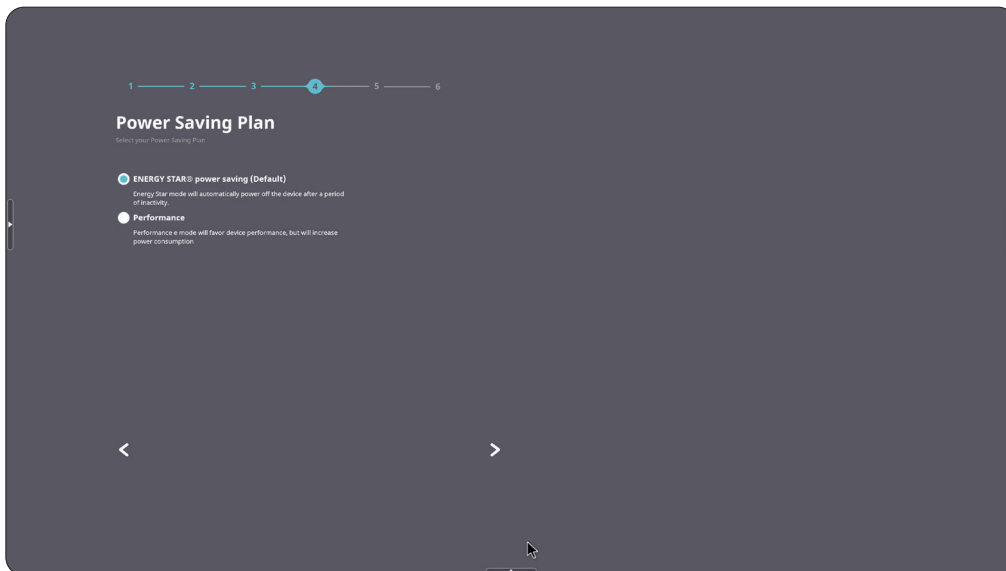 1 2 3 4 5 6
Power Saving Plan
Select your Power Saving Plan
ENERGY STAR® power saving (Default)
Energy Star mode will automatically power off the device after a period
of inactivity.
Performance
Performance e mode will favor device performance, but will increase
power consumption